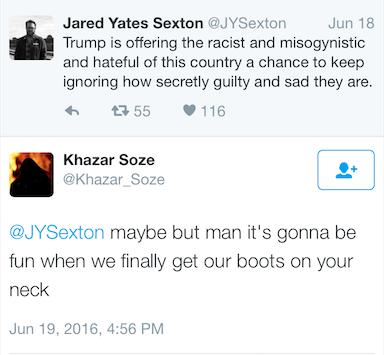 Jared Yates Sexton @JYSexton Jun 18
Trump is offering the racist and misogynistic
and hateful of this country a chance to keep
ignoring how secretly guilty and sad they are.
55 116
Khazar Soze
@Khazar_Soze
@JYSexton maybe but man it's gonna be
fun when we finally get our boots on your
neck
Jun 19, 2016, 4:56 PM